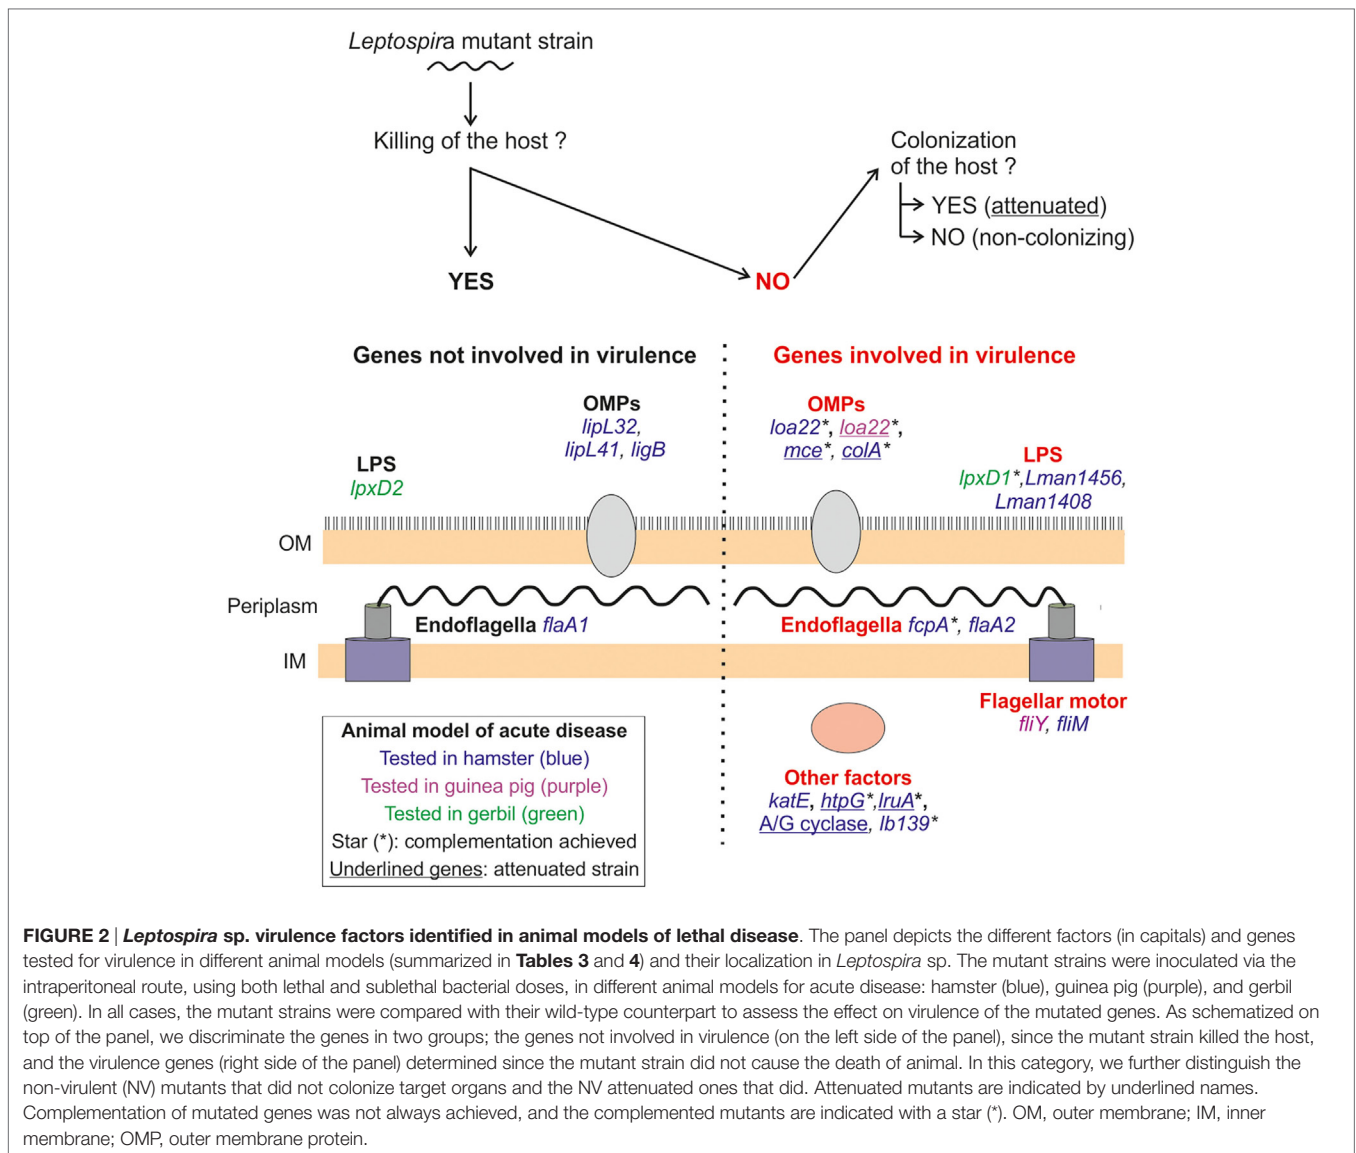 Leptospira mutant strain
Killing of the host ?
Colonization
of the host ?
YES (attenuated)
NO (non-colonizing)
YES
NO
Genes not involved in virulence
Genes involved in virulence
OMPs
lipL32,
lipL41, ligB
OMPs
loa22*, loa22*,
mce*, colA*
LPS
lpxD2
LPS
lpxD1*,Lman1456,
Lman1408
OM
Periplasm
Endoflagella flaA1
Endoflagella fcpA*, flaA2
IM
Flagellar motor
fliY, fliM
Animal model of acute disease
Tested in hamster (blue)
Tested in guinea pig (purple)
Tested in gerbil (green)
Star (*): complementation achieved
Underlined genes: attenuated strain
Other factors
katE, htpG*,lruA*,
A/G cyclase, lb139*
FIGURE 2 | Leptospira sp. virulence factors identified in animal models of lethal disease. The panel depicts the different factors (in capitals) and genes
tested for virulence in different animal models (summarized in Tables 3 and 4) and their localization in Leptospira sp. The mutant strains were inoculated via the
intraperitoneal route, using both lethal and sublethal bacterial doses, in different animal models for acute disease: hamster (blue), guinea pig (purple), and gerbil
(green). In all cases, the mutant strains were compared with their wild-type counterpart to assess the effect on virulence of the mutated genes. As schematized on
top of the panel, we discriminate the genes in two groups; the genes not involved in virulence (on the left side of the panel), since the mutant strain killed the host,
and the virulence genes (right side of the panel) determined since the mutant strain did not cause the death of animal. In this category, we further distinguish the
non-virulent (NV) mutants that did not colonize target organs and the NV attenuated ones that did. Attenuated mutants are indicated by underlined names.
Complementation of mutated genes was not always achieved, and the complemented mutants are indicated with a star (*). OM, outer membrane; IM, inner
membrane; OMP, outer membrane protein.